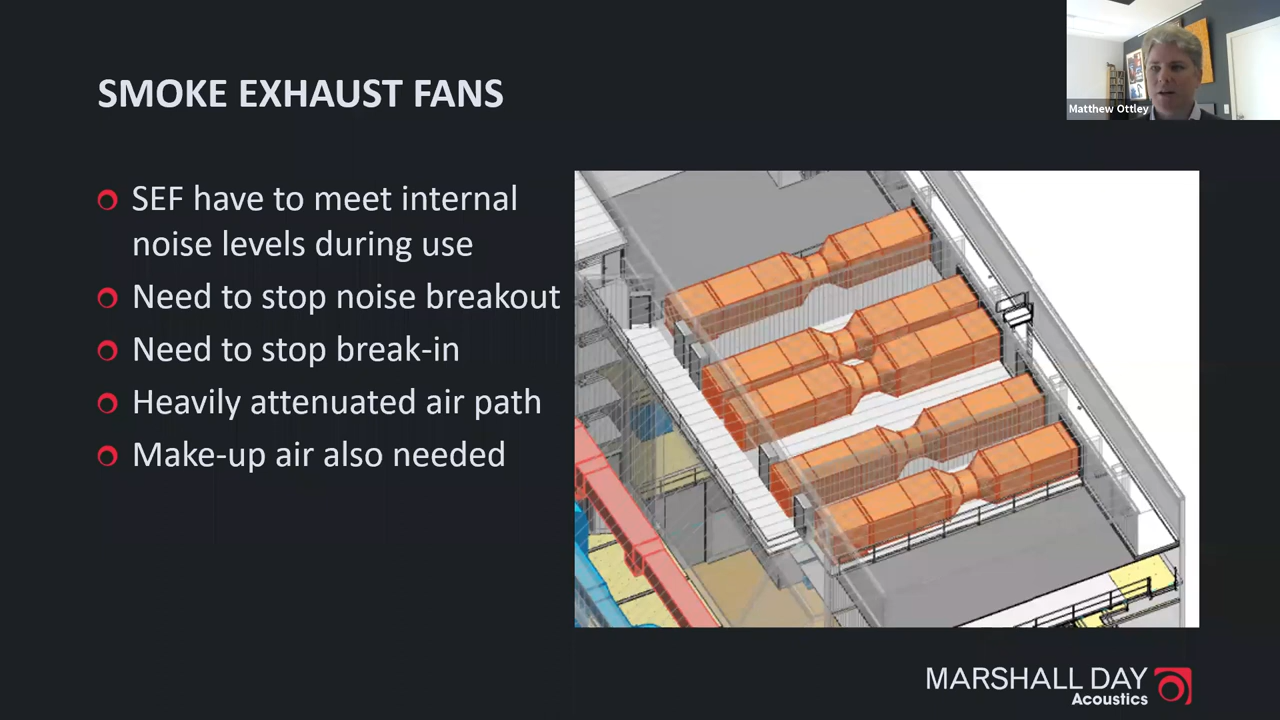 Matthew Ottley
SMOKE EXHAUST FANS
SEF have to meet internal
noise levels during use
Need to stop noise breakout
Need to stop break-in
Heavily attenuated air path
Make-up air also needed
MARSHALL DAY
Acoustics